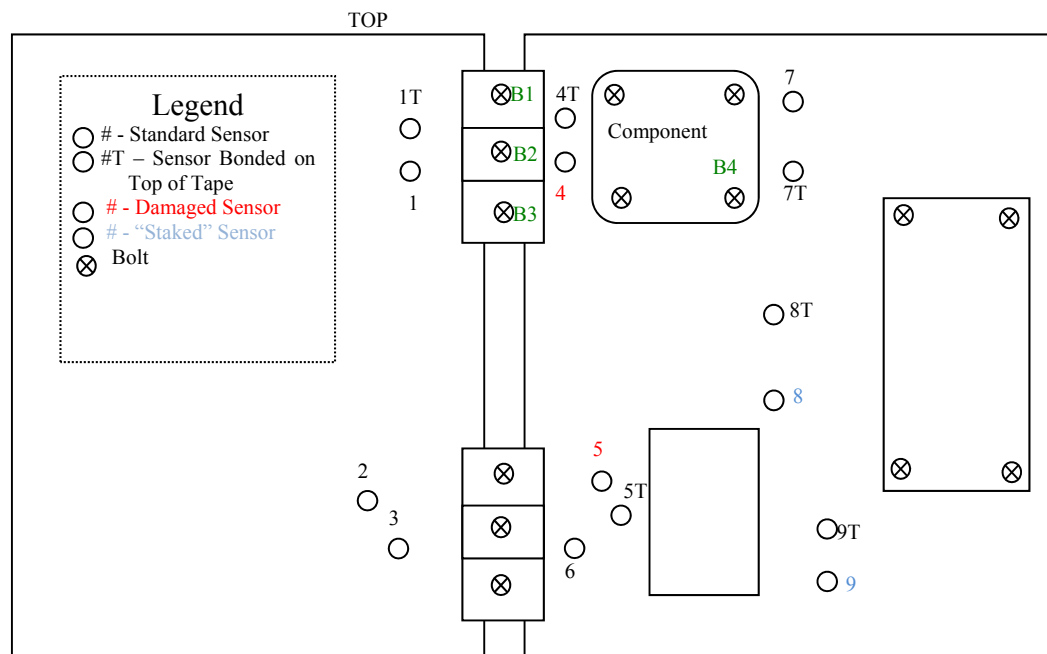 TOP
Legend
# - Standard Sensor
#T – Sensor Bonded on
Top of Tape
# - Damaged Sensor
# - “Staked” Sensor
Bolt
1T
1
B1
B2
B3
4T
4
Component
B4
7
7T
8T
8
2
3
5
5T
6
9T
9